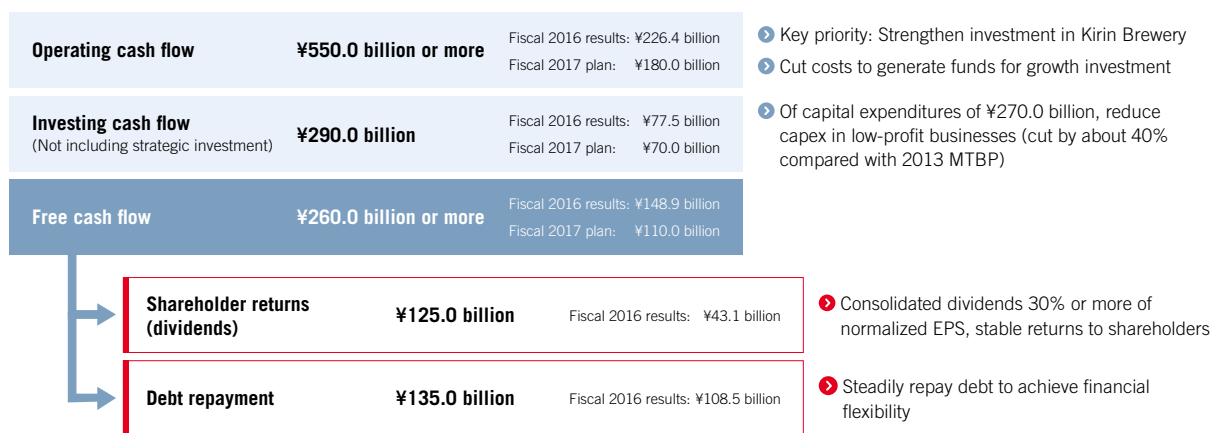 Operating cash flow
¥550.0 billion or more
Fiscal 2016 results: ¥226.4 billion
Fiscal 2017 plan: ¥180.0 billion
Key priority: Strengthen investment in Kirin Brewery
Cut costs to generate funds for growth investment
Investing cash flow
(Not including strategic investment)
¥290.0 billion
Fiscal 2016 results: ¥77.5 billion
Fiscal 2017 plan: ¥70.0 billion
Of capital expenditures of ¥270.0 billion, reduce
capex in low-profit businesses (cut by about 40%
compared with 2013 MTBP)
Free cash flow
¥260.0 billion or more
Fiscal 2016 results: ¥148.9 billion
Fiscal 2017 plan: ¥110.0 billion
Shareholder returns
(dividends)
¥125.0 billion
Fiscal 2016 results: ¥43.1 billion
Consolidated dividends 30% or more of
normalized EPS, stable returns to shareholders
Debt repayment
¥135.0 billion
Fiscal 2016 results: ¥108.5 billion
Steadily repay debt to achieve financial
flexibility